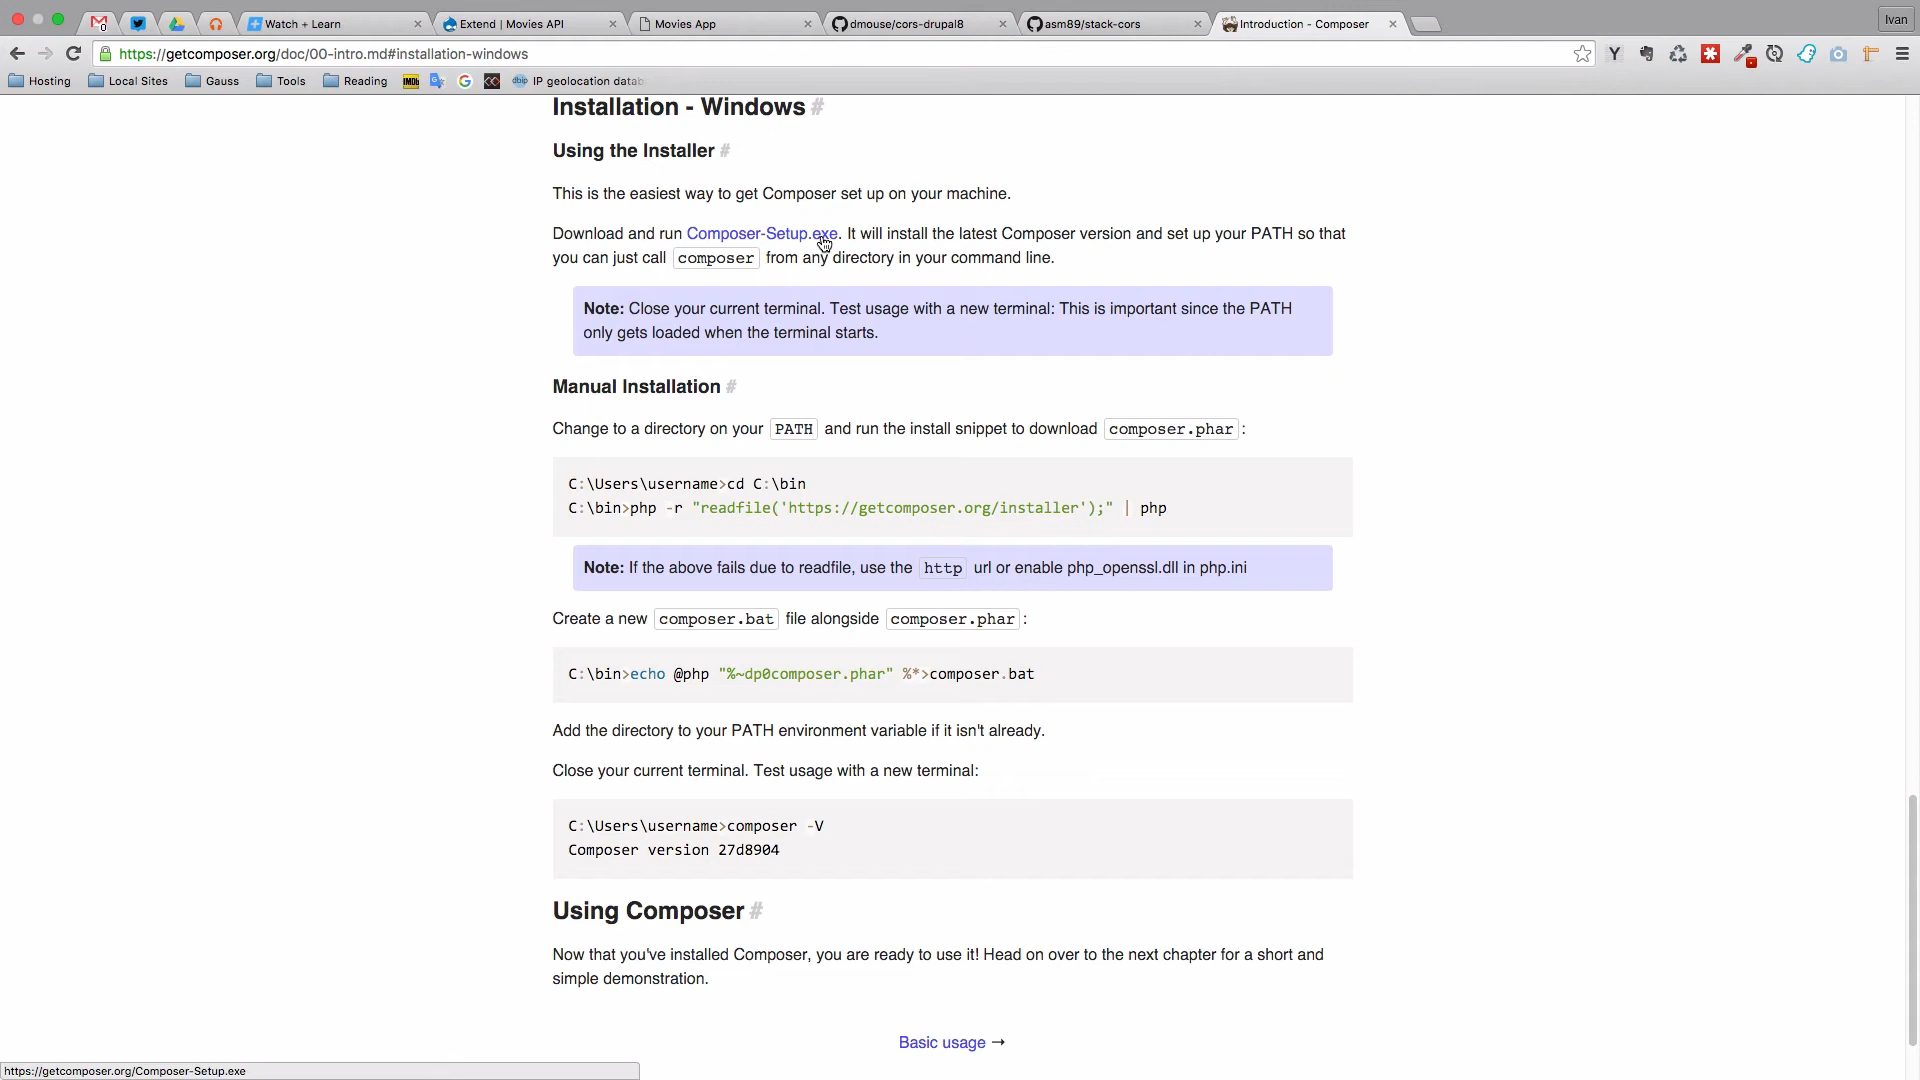 Watch + Learn
Extend | Movies API
Movies App
dmouse/cors-drupal8
asm89/stack-cors
Introduction - Composer
Ivan
https://getcomposer.org/doc/00-intro.md#installation-windows
Hosting
Local Sites
Gauss
Tools
Reading
IMDb
dbip
IP geolocation datab
Installation - Windows #
Using the Installer #
This is the easiest way to get Composer set up on your machine.
Download and run Composer-Setup.exe. It will install the latest Composer version and set up your PATH so that
you can just call composer from any directory in your command line.
Note: Close your current terminal. Test usage with a new terminal: This is important since the PATH
only gets loaded when the terminal starts.
Manual Installation #
Change to a directory on your PATH and run the install snippet to download composer.phar :
C:\Users\username>cd C:\bin
C:\bin>php -r "readfile('https://getcomposer.org/installer');" | php
Note: If the above fails due to readfile, use the http url or enable php_openssl.dll in php.ini
Create a new composer.bat file alongside composer.phar :
C:\bin>echo @php "%~dp0composer.phar" %*>composer.bat
Add the directory to your PATH environment variable if it isn't already.
Close your current terminal. Test usage with a new terminal:
C:\Users\username>composer -V
Composer version 27d8904
Using Composer #
Now that you've installed Composer, you are ready to use it! Head on over to the next chapter for a short and
simple demonstration.
Basic usage →
https://getcomposer.org/Composer-Setup.exe